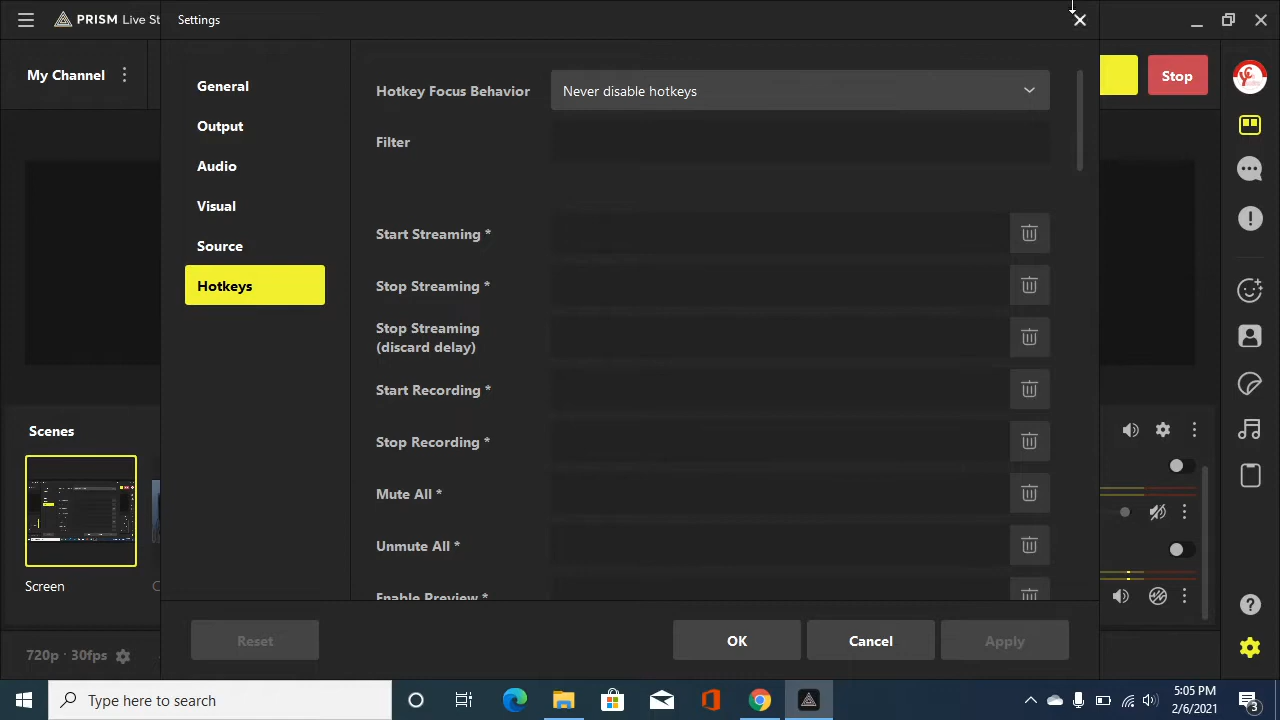 PRISM Live St
Settings
My Channel
Stop
General
Output
Audio
Visual
Source
Hotkeys
Hotkey Focus Behavior
Never disable hotkeys
Filter
Start Streaming *
Stop Streaming *
Stop Streaming
(discard delay)
Start Recording *
Stop Recording *
Mute All *
Unmute All *
Enable Preview *
Scenes
Screen
720p · 30fps
Reset
OK
Cancel
Apply
Type here to search
5:05 PM
2/6/2021
3